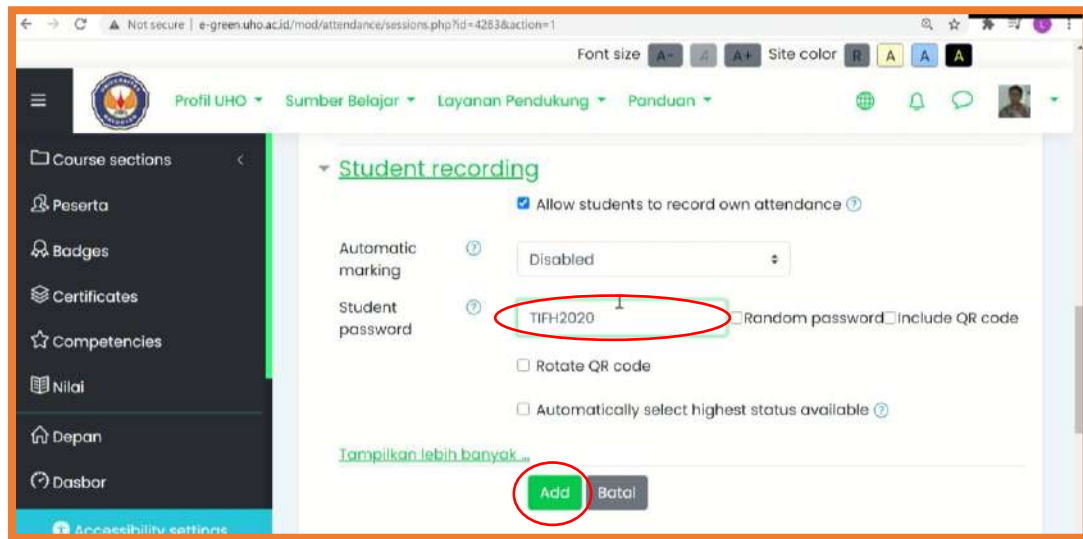 Not secure | e-green.uho.ac.id/mod/attendance/sessions.php?id=4283&action=1
Font size A- A A+ Site color R A A A
Profil UHO Sumber Belajar Layanan Pendukung Panduan
Course sections
Peserta
Badges
Certificates
Competencies
Nilai
Depan
Dasbor
Accessibility settings
Student recording
Allow students to record own attendance
Automatic
marking
Disabled
Student
password
TIFH2020
Random password Include QR code
Rotate QR code
Automatically select highest status available
Tampilkan lebih banyak ...
Add Batal